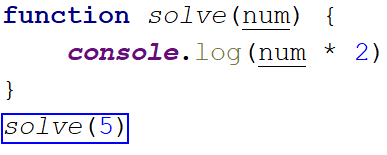 function solve(num) {
    console.log(num * 2)
}
solve(5)